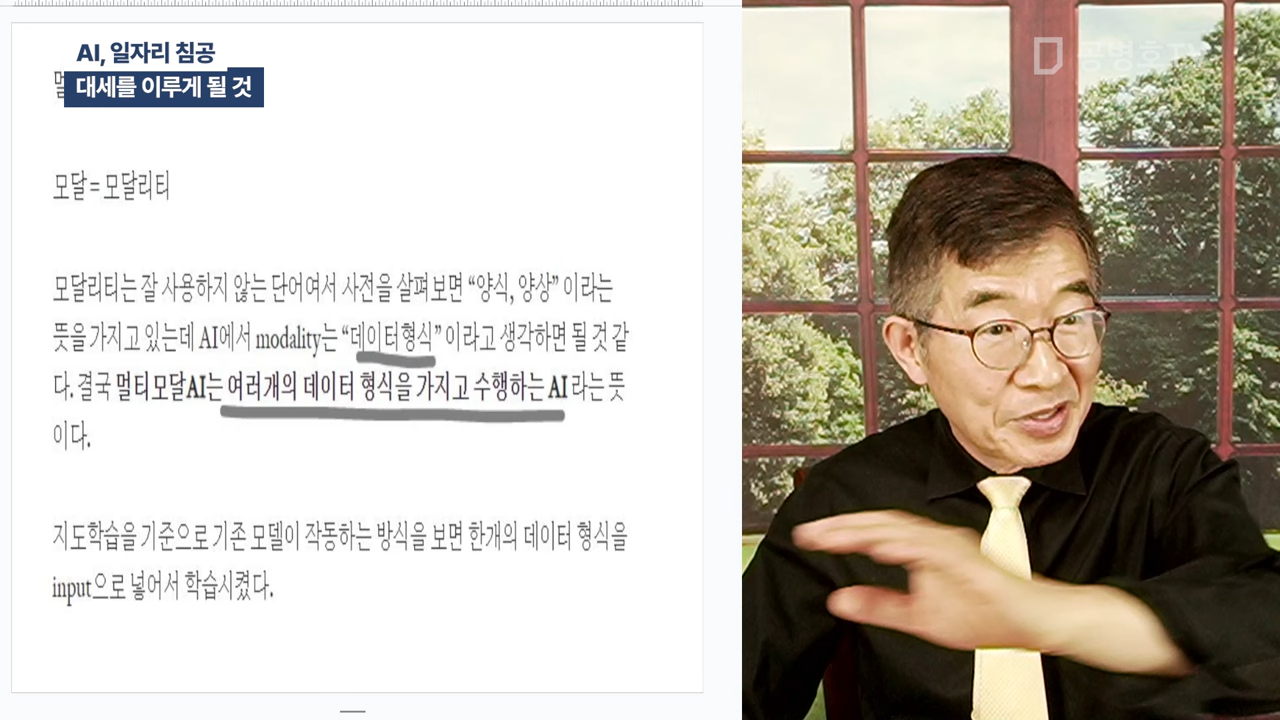 AI, 일자리 침공
대세를 이루게 될 것
모달 = 모달리티
모달리티는 잘 사용하지 않는 단어여서 사전을 살펴보면 “양식, 양상” 이라는
뜻을 가지고 있는데 AI에서 modality는 “데이터 형식” 이라고 생각하면 될 것 같
다. 결국 멀티모달AI는 여러개의 데이터 형식을 가지고 수행하는 AI 라는 뜻
이다.
지도학습을 기준으로 기존 모델이 작동하는 방식을 보면 한개의 데이터 형식을
input으로 넣어서 학습시켰다.
공병호TV